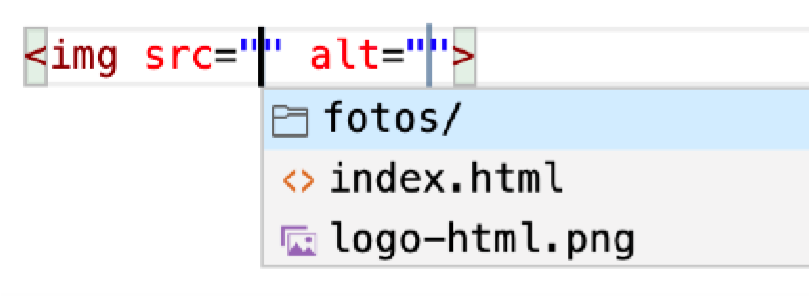 <img src="" alt="">
fotos/
index.html
logo-html.png